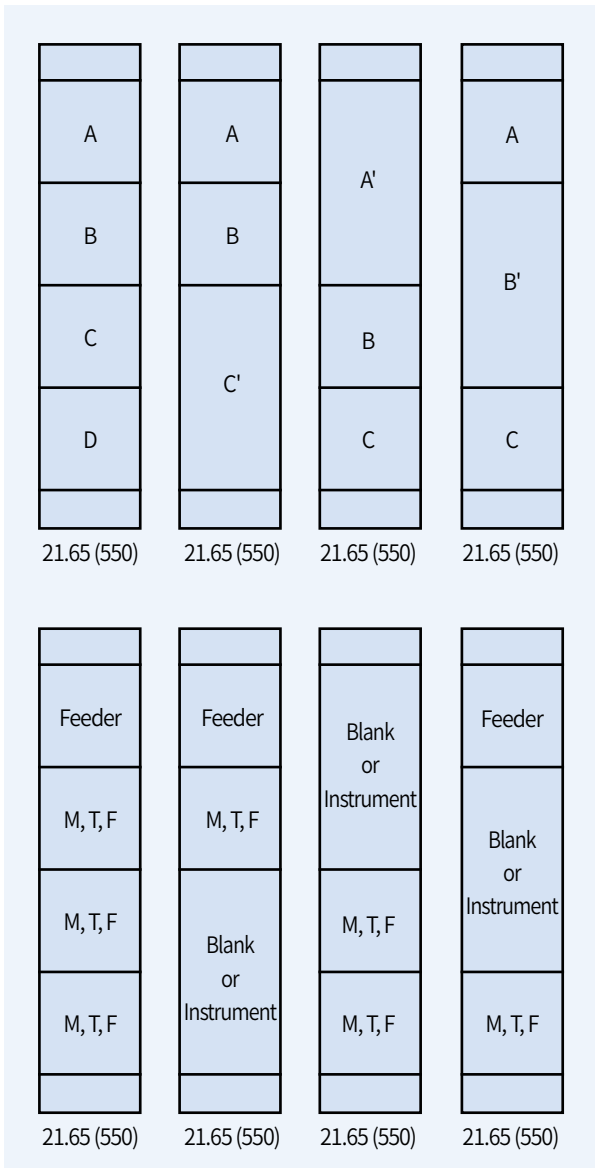 A
B
C
D
21.65 (550)
A
B
C'
21.65 (550)
A'
B
C
21.65 (550)
A
B'
C
21.65 (550)
Feeder
M, T, F
M, T, F
M, T, F
21.65 (550)
Feeder
M, T, F
Blank
or
Instrument
21.65 (550)
Blank
or
Instrument
M, T, F
M, T, F
21.65 (550)
Feeder
Blank
or
Instrument
M, T, F
21.65 (550)